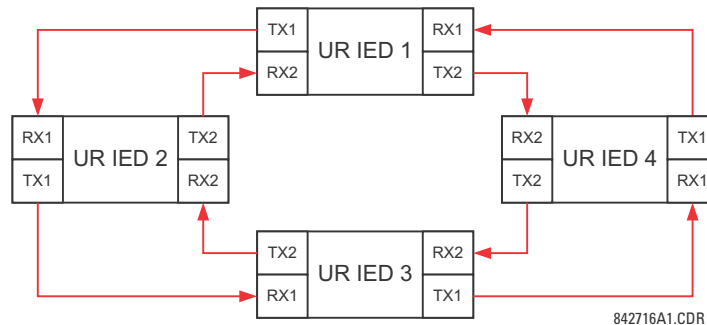 TX1 UR IED 1 RX1
RX2 TX2
RX1 UR IED 2 TX2
TX1 RX2
RX2 UR IED 4 TX1
TX2 RX1
TX2 UR IED 3 RX2
RX1 TX1
842716A1.CDR